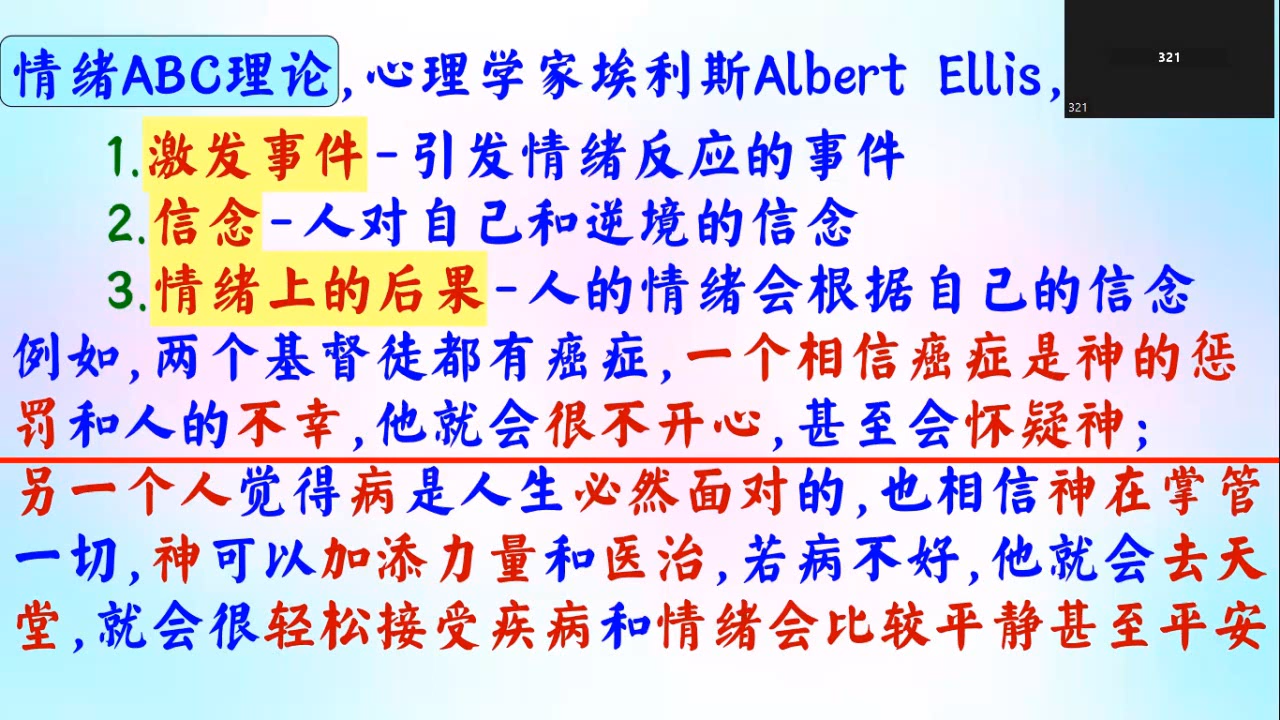 情绪ABC理论,心理学家埃利斯Albert Ellis,
1.激发事件-引发情绪反应的事件
2.信念-人对自己和逆境的信念
3.情绪上的后果-人的情绪会根据自己的信念
例如,两个基督徒都有癌症,一个相信癌症是神的惩
罚和人的不幸,他就会很不开心,甚至会怀疑神;
另一个人觉得病是人生必然面对的,也相信神在掌管
一切,神可以加添力量和医治,若病不好,他就会去天
堂,就会很轻松接受疾病和情绪会比较平静甚至平安
321
321